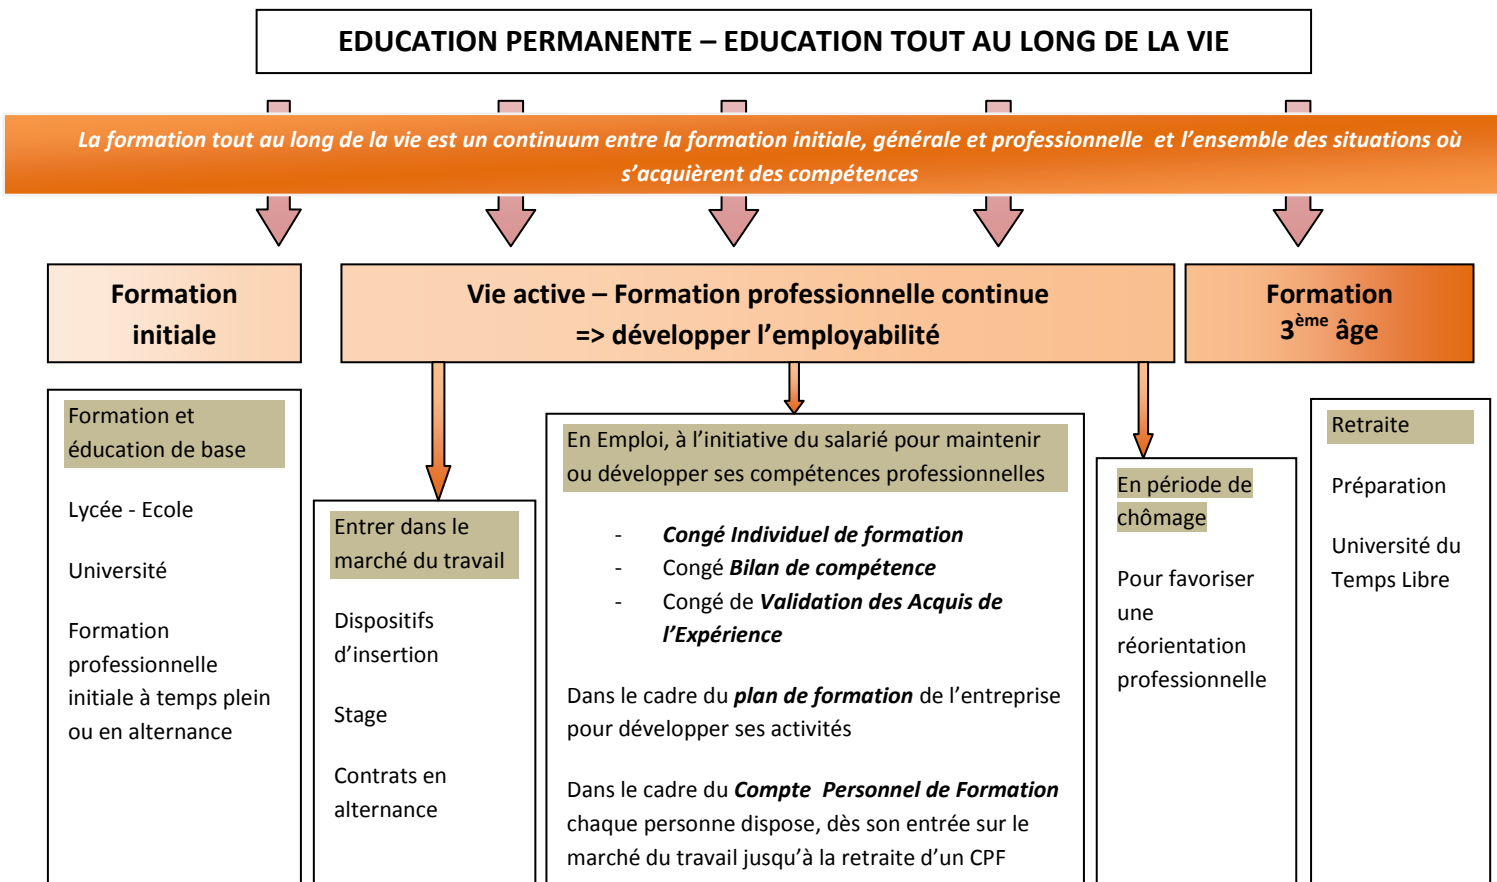 EDUCATION PERMANENTE – EDUCATION TOUT AU LONG DE LA VIE
La formation tout au long de la vie est un continuum entre la formation initiale, générale et professionnelle et l’ensemble des situations où
s’acquièrent des compétences
Formation
initiale
Vie active – Formation professionnelle continue
=> développer l’employabilité
Formation
3ème âge
Formation et
éducation de base
Lycée - Ecole
Université
Formation
professionnelle
initiale à temps plein
ou en alternance
Entrer dans le
marché du travail
Dispositifs
d’insertion
Stage
Contrats en
alternance
En Emploi, à l’initiative du salarié pour maintenir
ou développer ses compétences professionnelles
- Congé Individuel de formation
- Congé Bilan de compétence
- Congé de Validation des Acquis de
l’Expérience
Dans le cadre du plan de formation de l’entreprise
pour développer ses activités
Dans le cadre du Compte Personnel de Formation
chaque personne dispose, dès son entrée sur le
marché du travail jusqu’à la retraite d’un CPF
En période de
chômage
Pour favoriser
une
réorientation
professionnelle
Retraite
Préparation
Université du
Temps Libre